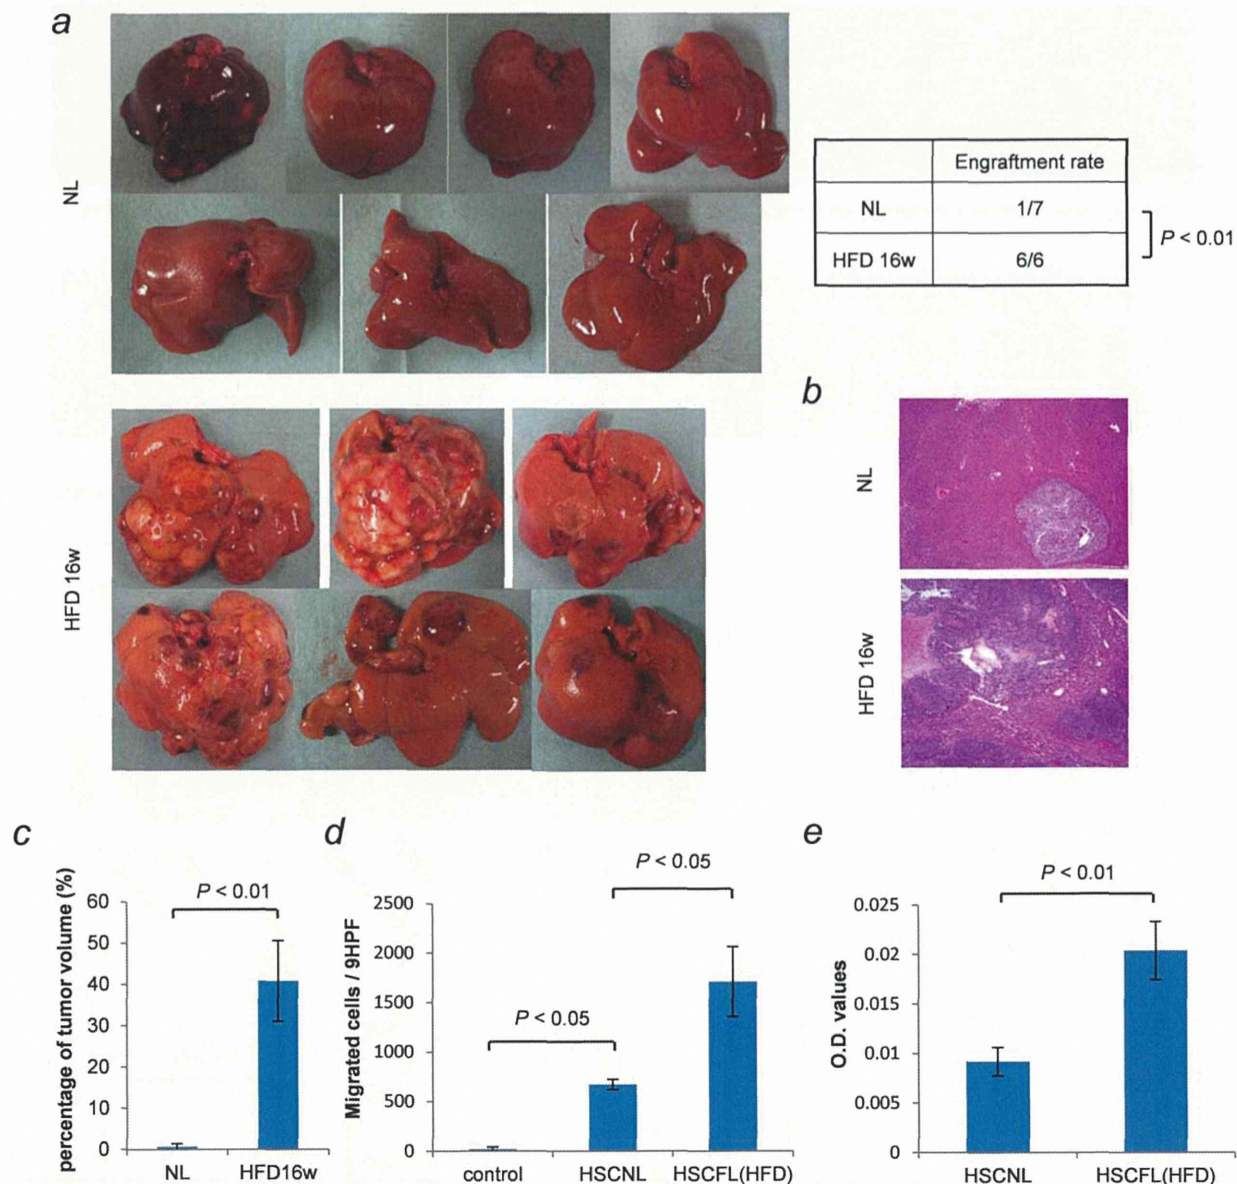 a
NL
HFD 16w
Engraftment rate
NL 1/7
HFD 16w 6/6
P < 0.01
b
NL
HFD 16w
c
percentage of tumor volume (%)
60
50
40
30
20
10
0
P < 0.01
NL HFD16w
d
Migrated cells / 9HPF
2500
2000
1500
1000
500
0
P < 0.05
P < 0.05
control HSCNL HSCFL(HFD)
e
O.D. values
0.025
0.02
0.015
0.01
0.005
0
P < 0.01
HSCNL HSCFL(HFD)